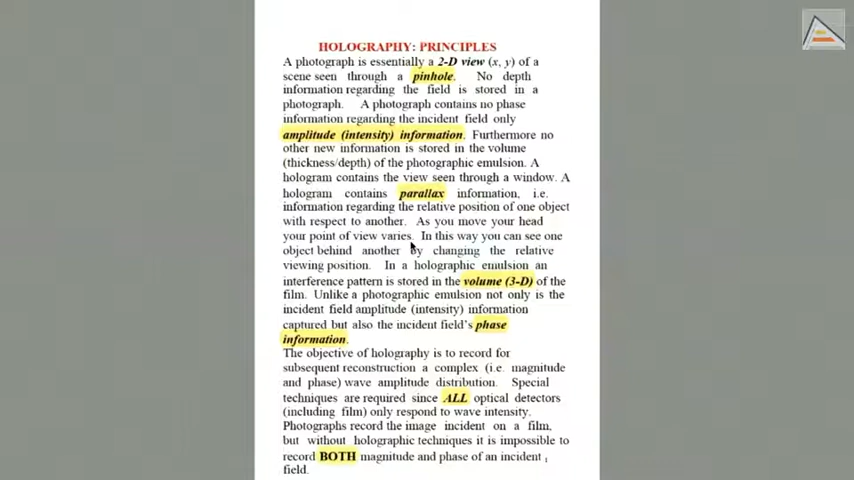 HOLOGRAPHY: PRINCIPLES
A photograph is essentially a 2-D view (x, y) of a
scene seen through a pinhole. No depth
information regarding the field is stored in a
photograph. A photograph contains no phase
information regarding the incident field only
amplitude (intensity) information. Furthermore no
other new information is stored in the volume
(thickness/depth) of the photographic emulsion. A
hologram contains the view seen through a window. A
hologram contains parallax information, i.e.
information regarding the relative position of one object
with respect to another. As you move your head
your point of view varies. In this way you can see one
object behind another by changing the relative
viewing position. In a holographic emulsion an
interference pattern is stored in the volume (3-D) of the
film. Unlike a photographic emulsion not only is the
incident field amplitude (intensity) information
captured but also the incident field's phase
information.
The objective of holography is to record for
subsequent reconstruction a complex (i.e. magnitude
and phase) wave amplitude distribution. Special
techniques are required since ALL optical detectors
(including film) only respond to wave intensity.
Photographs record the image incident on a film,
but without holographic techniques it is impossible to
record BOTH magnitude and phase of an incident 1
field.